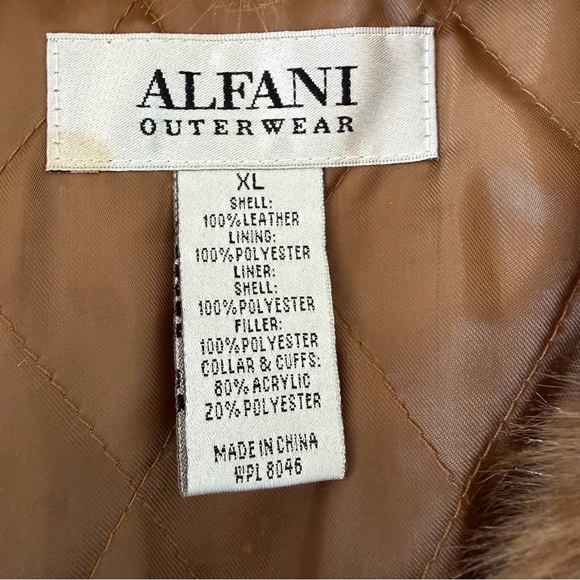 ALFANI
OUTERWEAR
XL
SHELL:
100% LEATHER
LINING:
100% POLYESTER
LINER:
SHELL:
100% POLYESTER
FILLER:
100% POLYESTER
COLLAR & CUFFS:
80% ACRYLIC
20% POLYESTER
MADE IN CHINA
WPL 8046